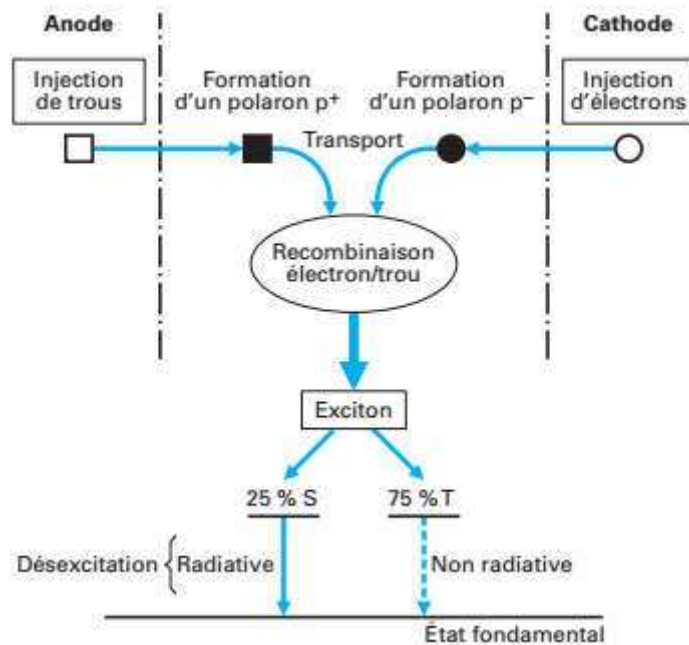 Anode
Cathode
Injection
de trous
Formation
d'un polaron p⁺
Formation
d'un polaron p⁻
Injection
d'électrons
Transport
Recombinaison
électron/trou
Exciton
25 % S
75 % T
Désexcitation
Radiative
Non radiative
État fondamental